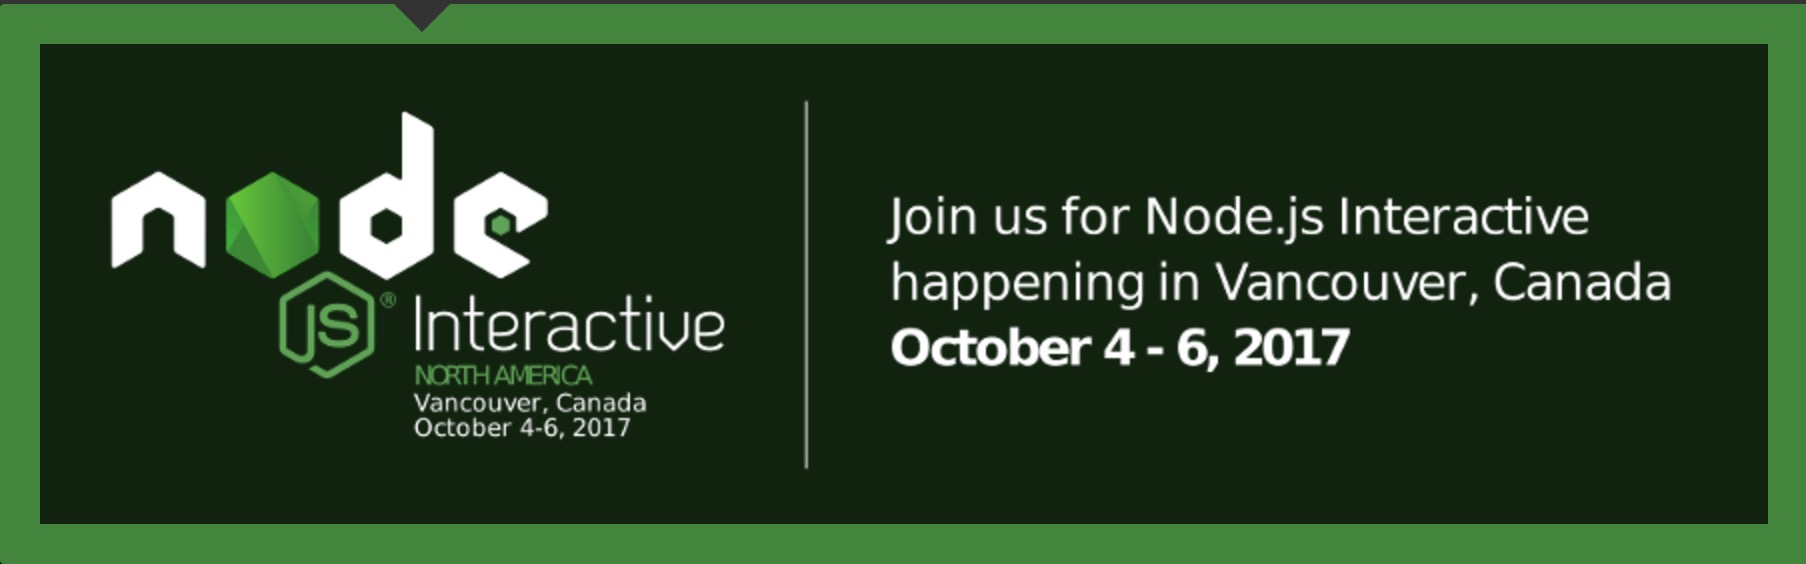 node
JS® Interactive
NORTH AMERICA
Vancouver, Canada
October 4-6, 2017
Join us for Node.js Interactive
happening in Vancouver, Canada
October 4 - 6, 2017